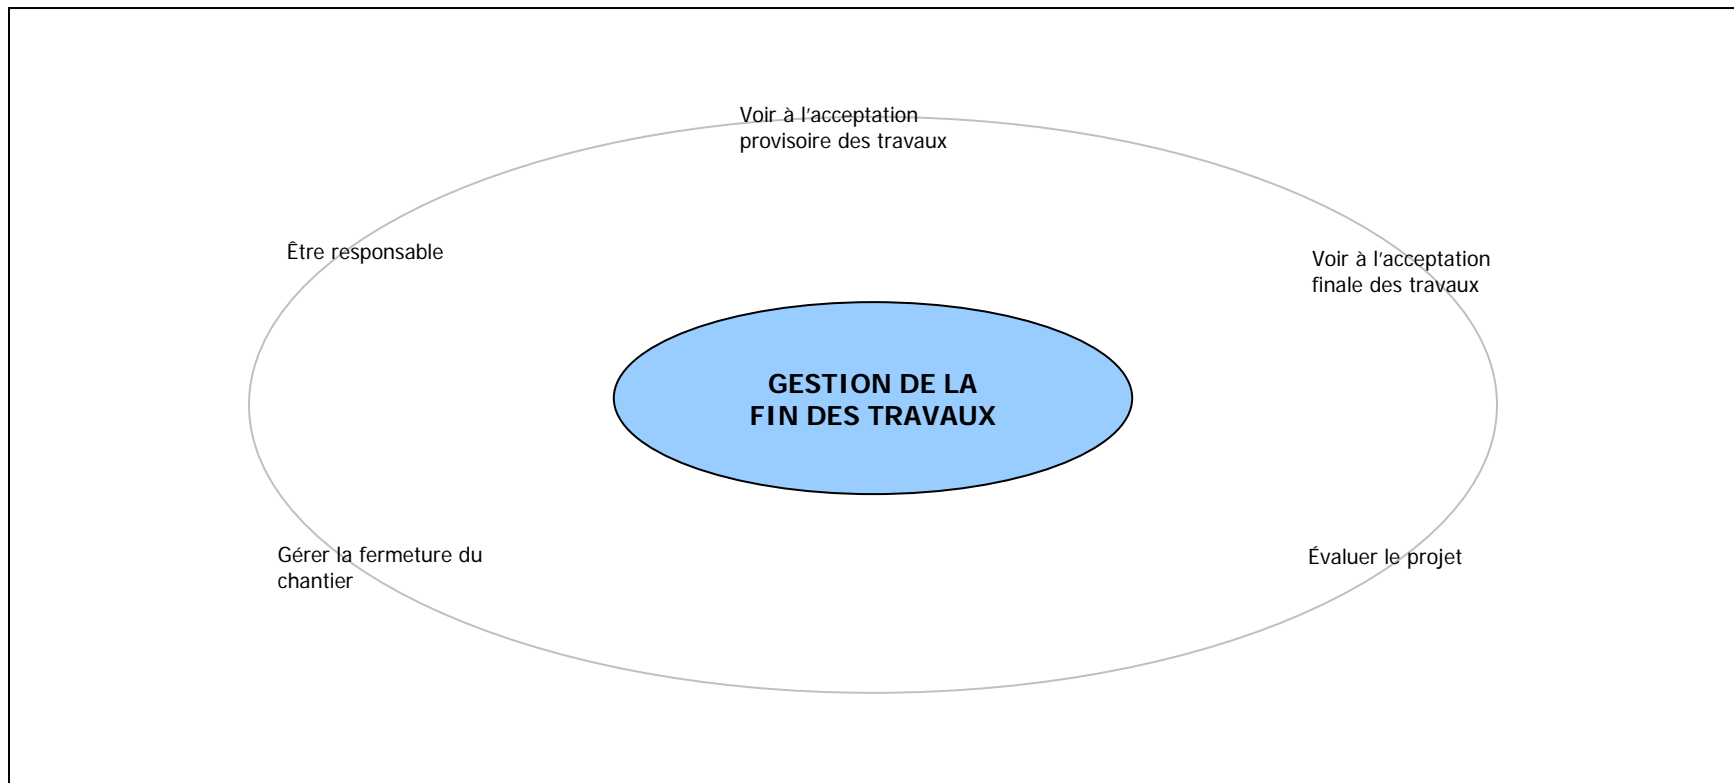 Voir à l'acceptation
provisoire des travaux
Être responsable
Voir à l'acceptation
finale des travaux
GESTION DE LA
FIN DES TRAVAUX
Gérer la fermeture du
chantier
Évaluer le projet